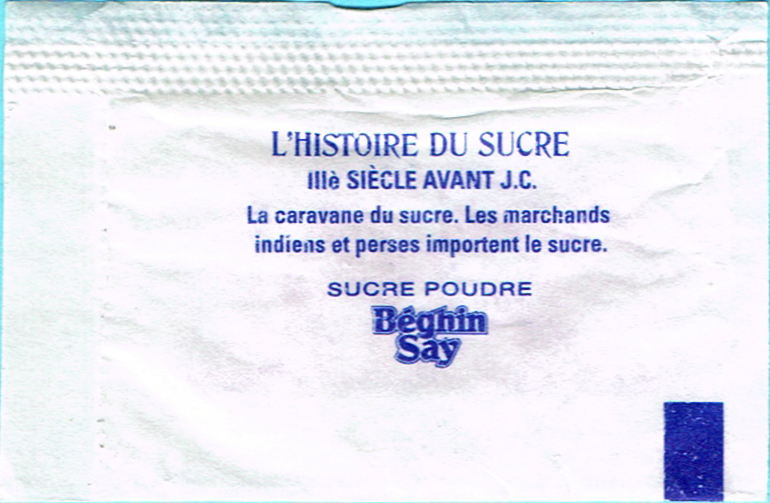 L'HISTOIRE DU SUCRE
IIIè SIÈCLE AVANT J.C.
La caravane du sucre. Les marchands
indiens et perses importent le sucre.
SUCRE POUDRE
Béghin
Say